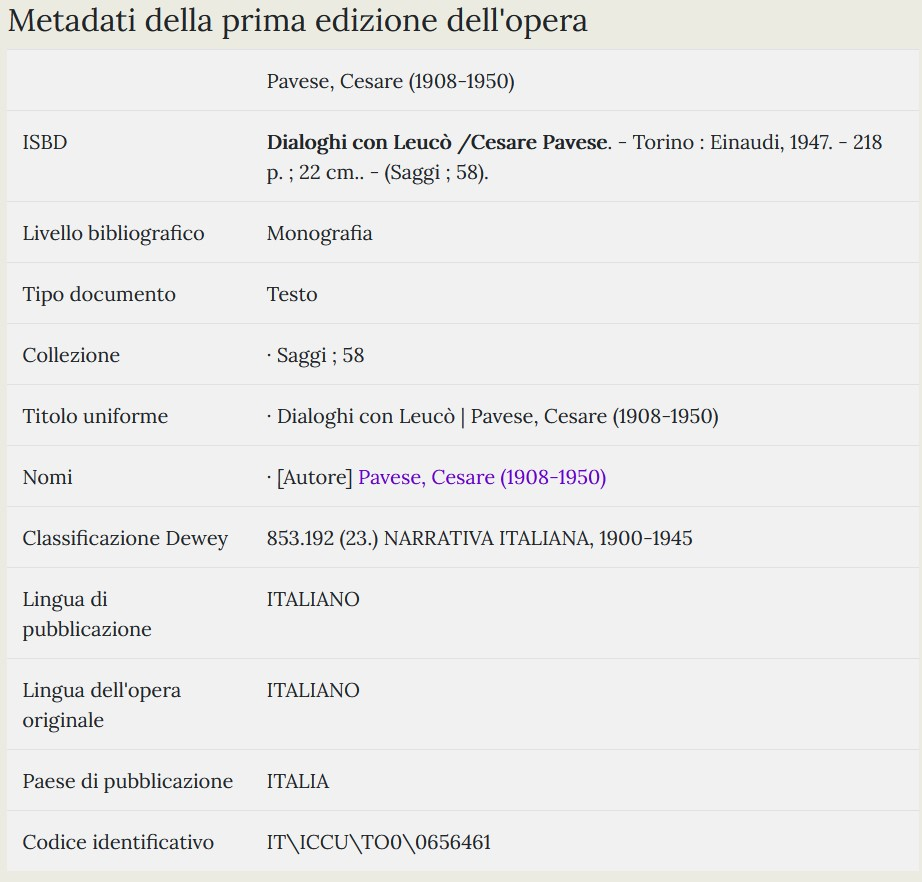 Metadati della prima edizione dell'opera
Pavese, Cesare (1908-1950)
ISBD
Dialoghi con Leucò /Cesare Pavese. - Torino : Einaudi, 1947. - 218
p. ; 22 cm.. - (Saggi ; 58).
Livello bibliografico
Monografia
Tipo documento
Testo
Collezione
· Saggi ; 58
Titolo uniforme
· Dialoghi con Leucò | Pavese, Cesare (1908-1950)
Nomi
· [Autore] Pavese, Cesare (1908-1950)
Classificazione Dewey
853.192 (23.) NARRATIVA ITALIANA, 1900-1945
Lingua di
pubblicazione
ITALIANO
Lingua dell'opera
originale
ITALIANO
Paese di pubblicazione
ITALIA
Codice identificativo
IT\ICCU\TO0\0656461